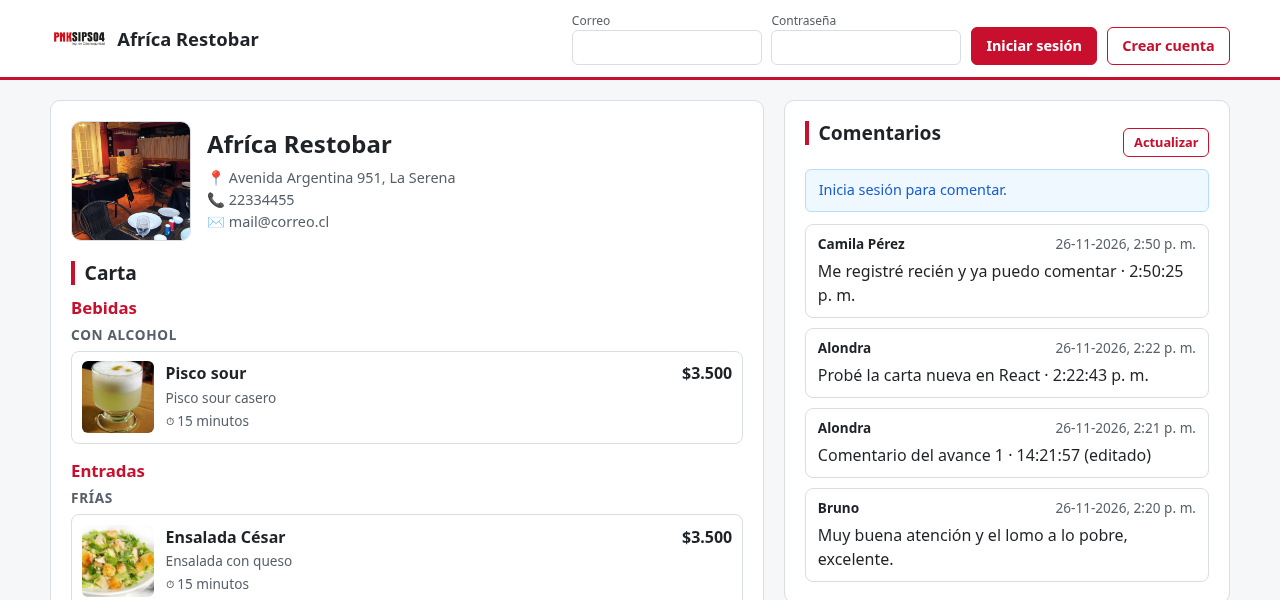 PNKSIPSO4
Afríca Restobar
Correo
Contraseña
Iniciar sesión
Crear cuenta
Afríca Restobar
Avenida Argentina 951, La Serena
22334455
mail@correo.cl
Carta
Bebidas
CON ALCOHOL
Pisco sour
$3.500
Pisco sour casero
15 minutos
Entradas
FRÍAS
Ensalada César
$3.500
Ensalada con queso
15 minutos
Comentarios
Actualizar
Inicia sesión para comentar.
Camila Pérez
26-11-2026, 2:50 p. m.
Me registré recién y ya puedo comentar · 2:50:25
p. m.
Alondra
26-11-2026, 2:22 p. m.
Probé la carta nueva en React · 2:22:43 p. m.
Alondra
26-11-2026, 2:21 p. m.
Comentario del avance 1 · 14:21:57 (editado)
Bruno
26-11-2026, 2:20 p. m.
Muy buena atención y el lomo a lo pobre,
excelente.